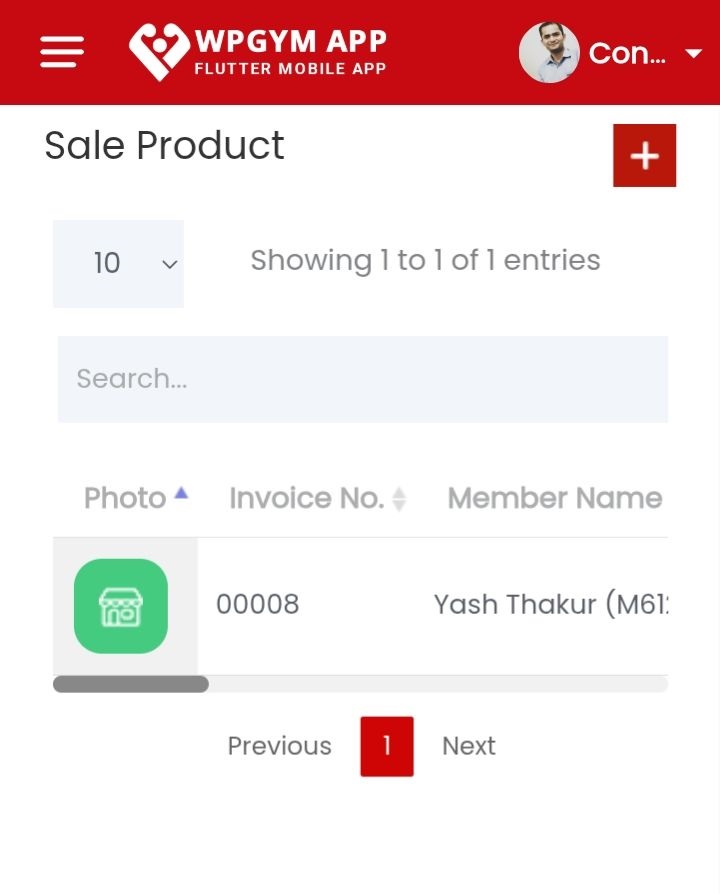 WPGYM APP
FLUTTER MOBILE APP
Con...
Sale Product
+
10
Showing 1 to 1 of 1 entries
Search...
Photo Invoice No. Member Name
00008 Yash Thakur (M61
Previous 1 Next